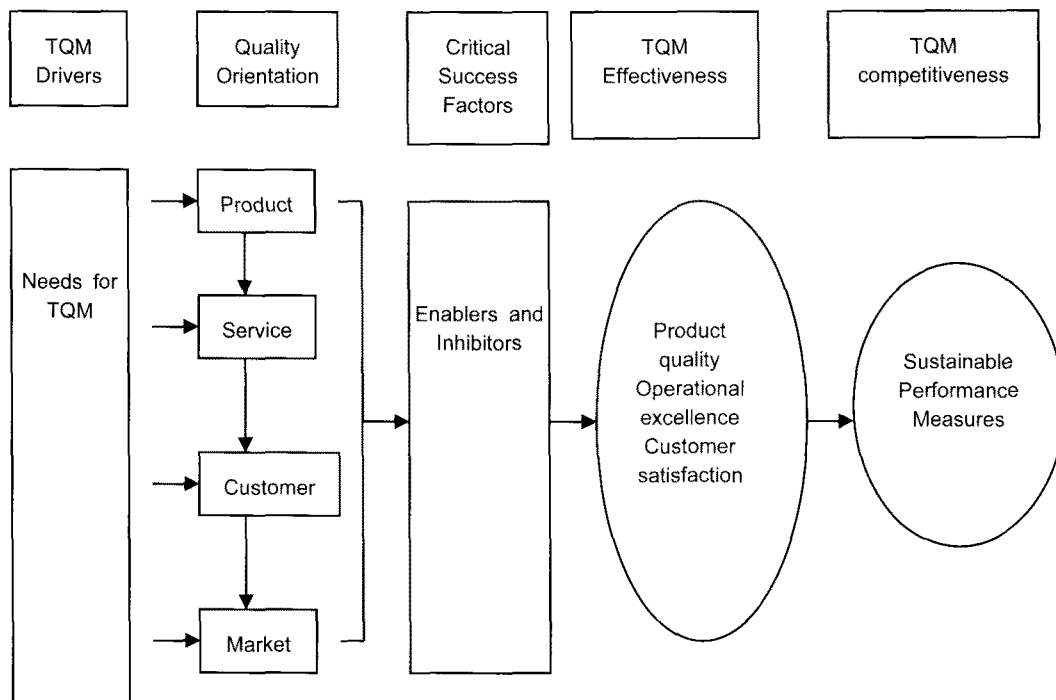 TQM
Drivers
Quality
Orientation
Critical
Success
Factors
TQM
Effectiveness
TQM
competitiveness
Needs for
TQM
Product
Service
Customer
Market
Enablers and
Inhibitors
Product
quality
Operational
excellence
Customer
satisfaction
Sustainable
Performance
Measures